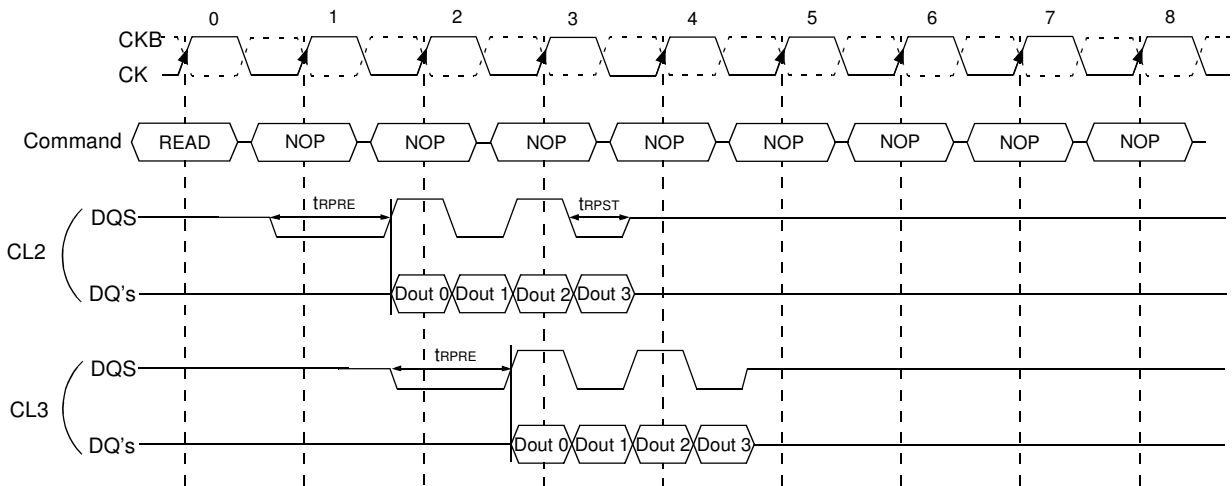 0 1 2 3 4 5 6 7 8
CKB
CK
Command READ NOP NOP NOP NOP NOP NOP NOP NOP
tRPRE tRPST
DQS
CL2
DQ's Dout 0 Dout 1 Dout 2 Dout 3
tRPRE
DQS
CL3
DQ's Dout 0 Dout 1 Dout 2 Dout 3